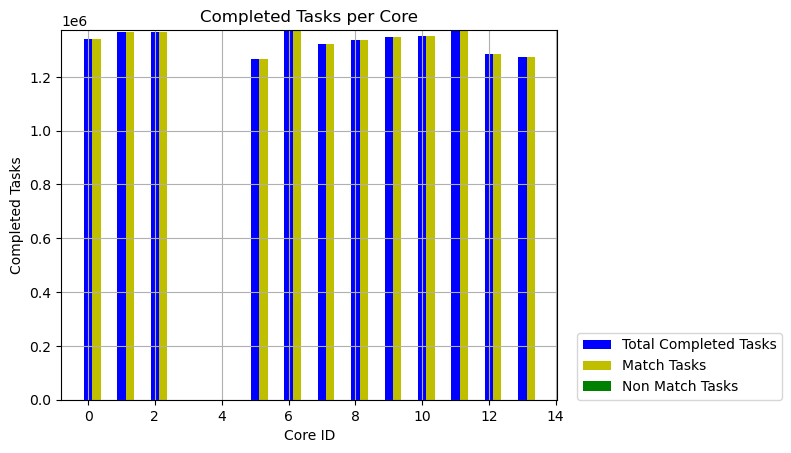 Completed Tasks per Core
1e6
1.2
1.0
0.8
0.6
0.4
0.2
0.0
Completed Tasks
0 2 4 6 8 10 12 14
Core ID
Total Completed Tasks
Match Tasks
Non Match Tasks